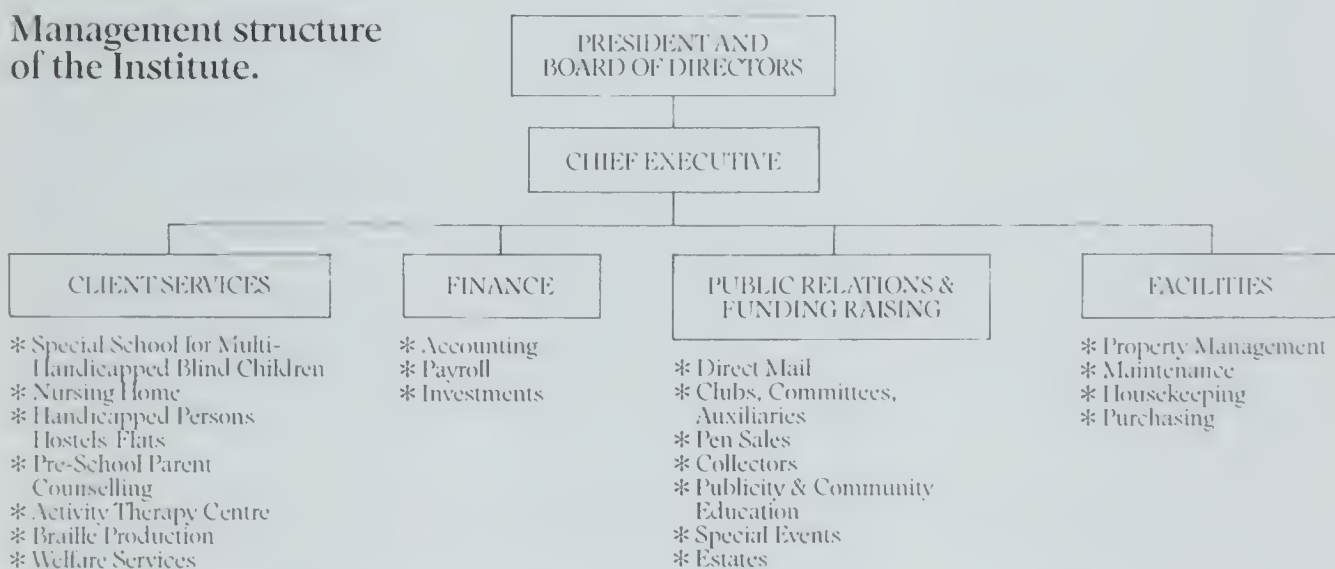 Management structure
of the Institute.
PRESIDENT AND
BOARD OF DIRECTORS
CHIEF EXECUTIVE
CLIENT SERVICES
* Special School for Multi-
Handicapped Blind Children
* Nursing Home
* Handicapped Persons
Hostels Flats
* Pre-School Parent
Counselling
* Activity Therapy Centre
* Braille Production
* Welfare Services
FINANCE
* Accounting
* Payroll
* Investments
PUBLIC RELATIONS &
FUNDING RAISING
* Direct Mail
* Clubs, Committees,
Auxiliaries
* Pen Sales
* Collectors
* Publicity & Community
Education
* Special Events
* Estates
FACILITIES
* Property Management
* Maintenance
* Housekeeping
* Purchasing